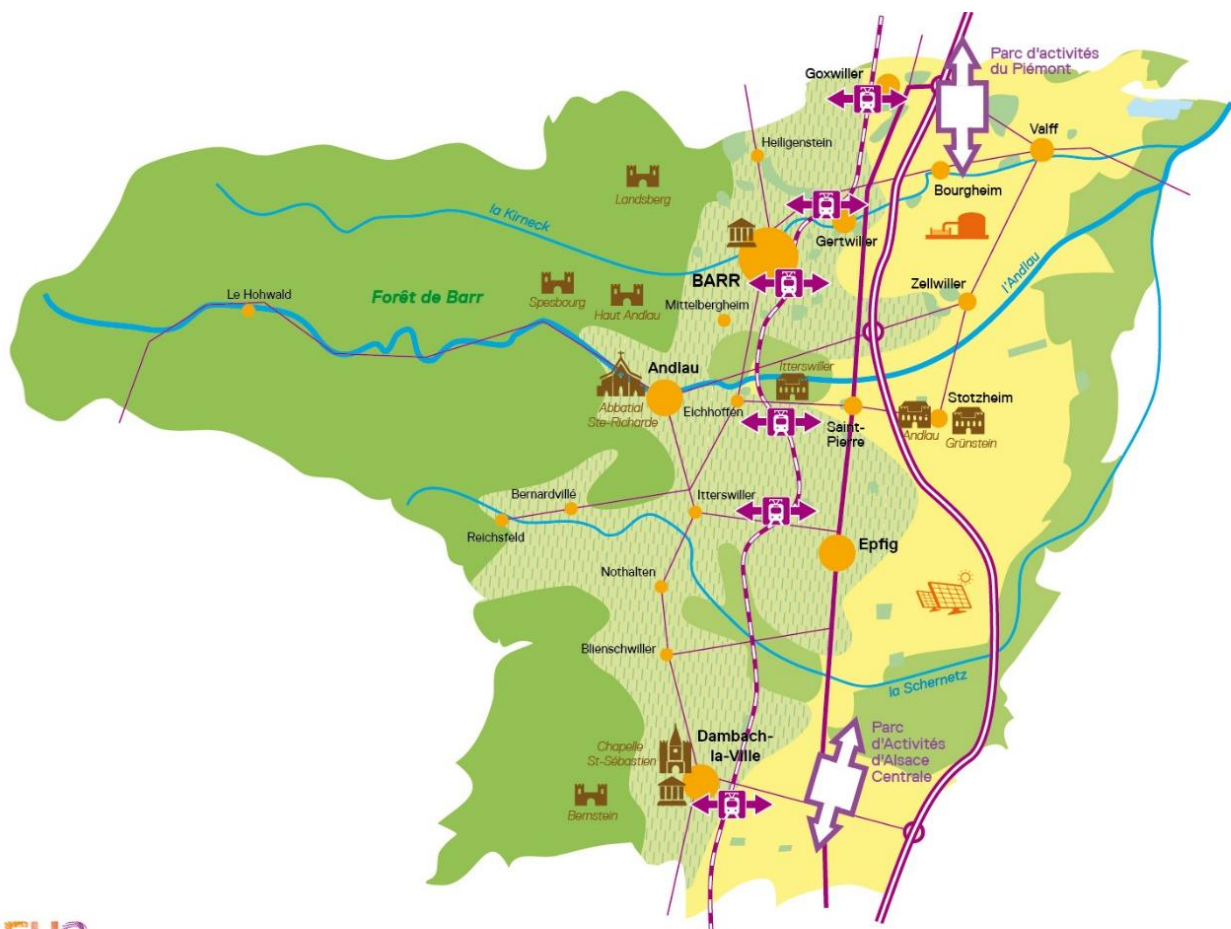 Parc d'activités
du Piémont
Goxwiller
Valff
Heiligenstein
Landsberg
Bourgheim
la Kirneck
Gertwiller
BARR
l'Andlau
Zellwiller
Le Hohwald
Forêt de Barr
Spesbourg
Haut Andlau
Mittelbergheim
Andlau
Itterswiller
Abbatial
Ste-Richarde
Eichhoffen
Stotzheim
Saint-
Pierre
Andlau
Grünstein
Bernardvillé
Itterswiller
Reichsfeld
Epfig
Nothalten
Blienschwiller
la Schernetz
Parc
d'Activités
d'Alsace
Centrale
Chapelle
St-Sébastien
Dambach-
la-Ville
Bernstein